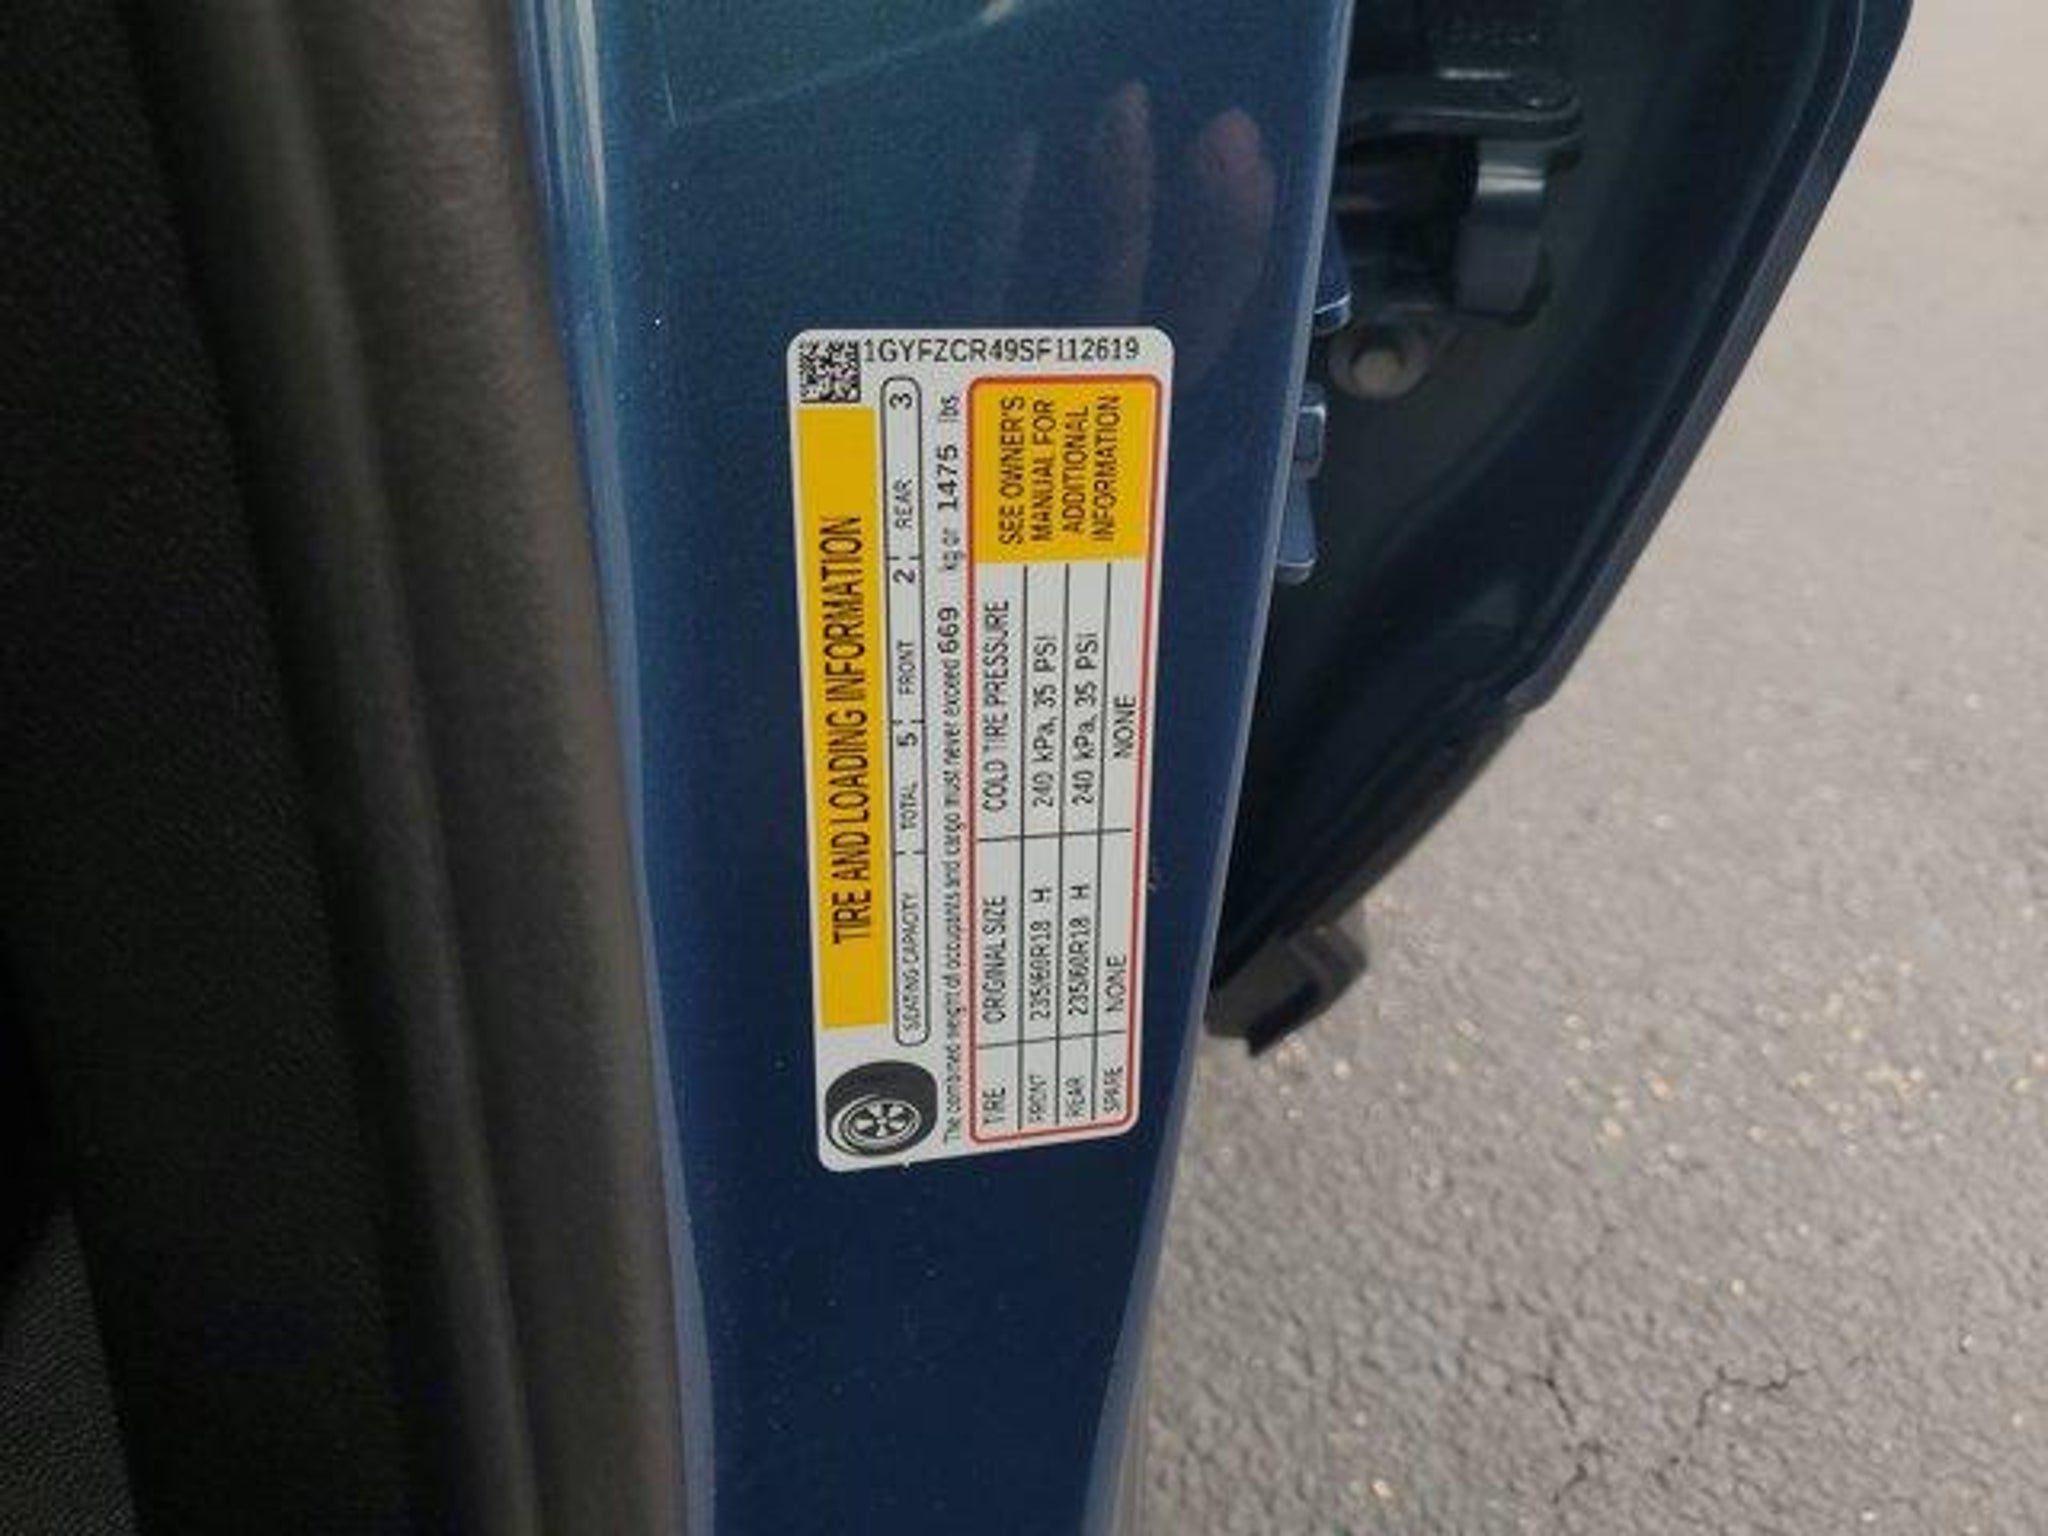 1GYFZCR49SF112619
TIRE AND LOADING INFORMATION
SEATING CAPACITY TOTAL 5 FRONT 2 REAR 3
The combined weight of occupants and cargo must never exceed 669 kg or 1475 lbs
TIRE ORIGINAL SIZE COLD TIRE PRESSURE
FRONT 235/60R18 H 240 kPa, 35 PSI
REAR 235/60R18 H 240 kPa, 35 PSI
SPARE NONE NONE
SEE OWNER'S
MANUAL FOR
ADDITIONAL
INFORMATION